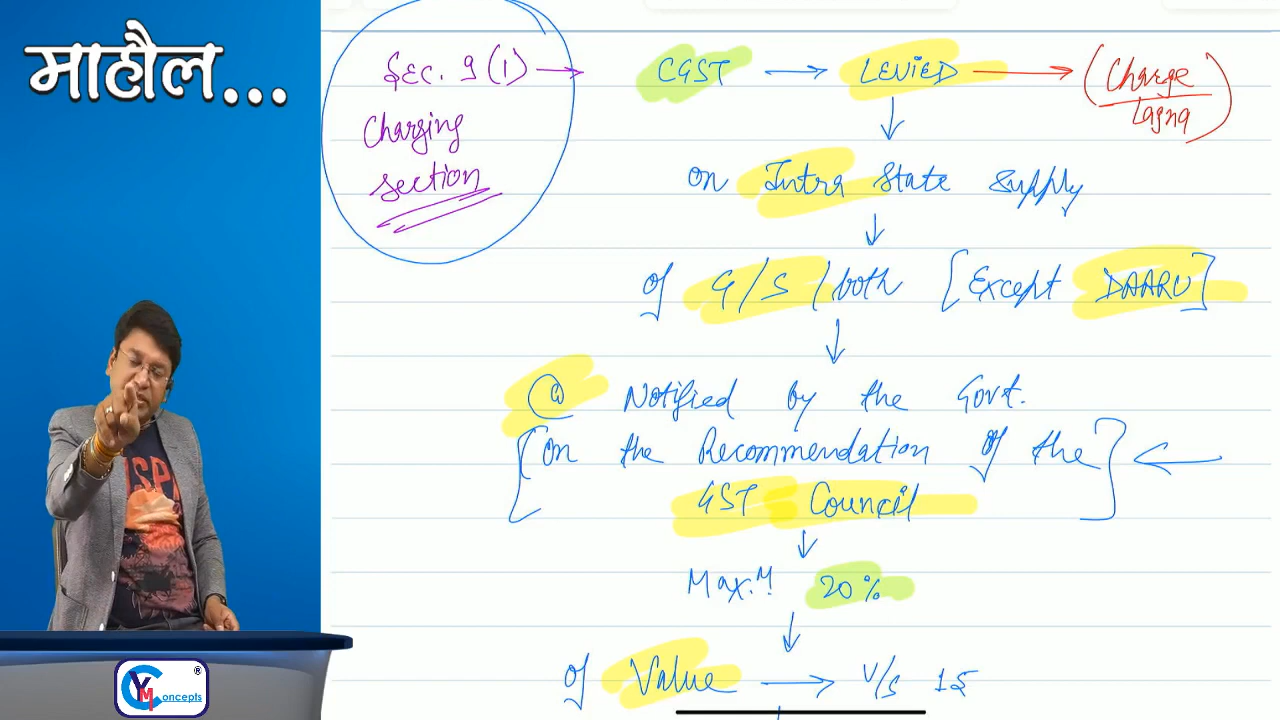 माहौल...
Sec. 9 (1) → CGST → LEVIED → (Charge / lagna)
Charging
section
on Intra State supply
of G/S / both [Except DAARU]
@ Notified by the Govt.
[on the Recommendation of the
GST Council]
Max.M 20%
of Value → u/s 15
CYM Concepts ®